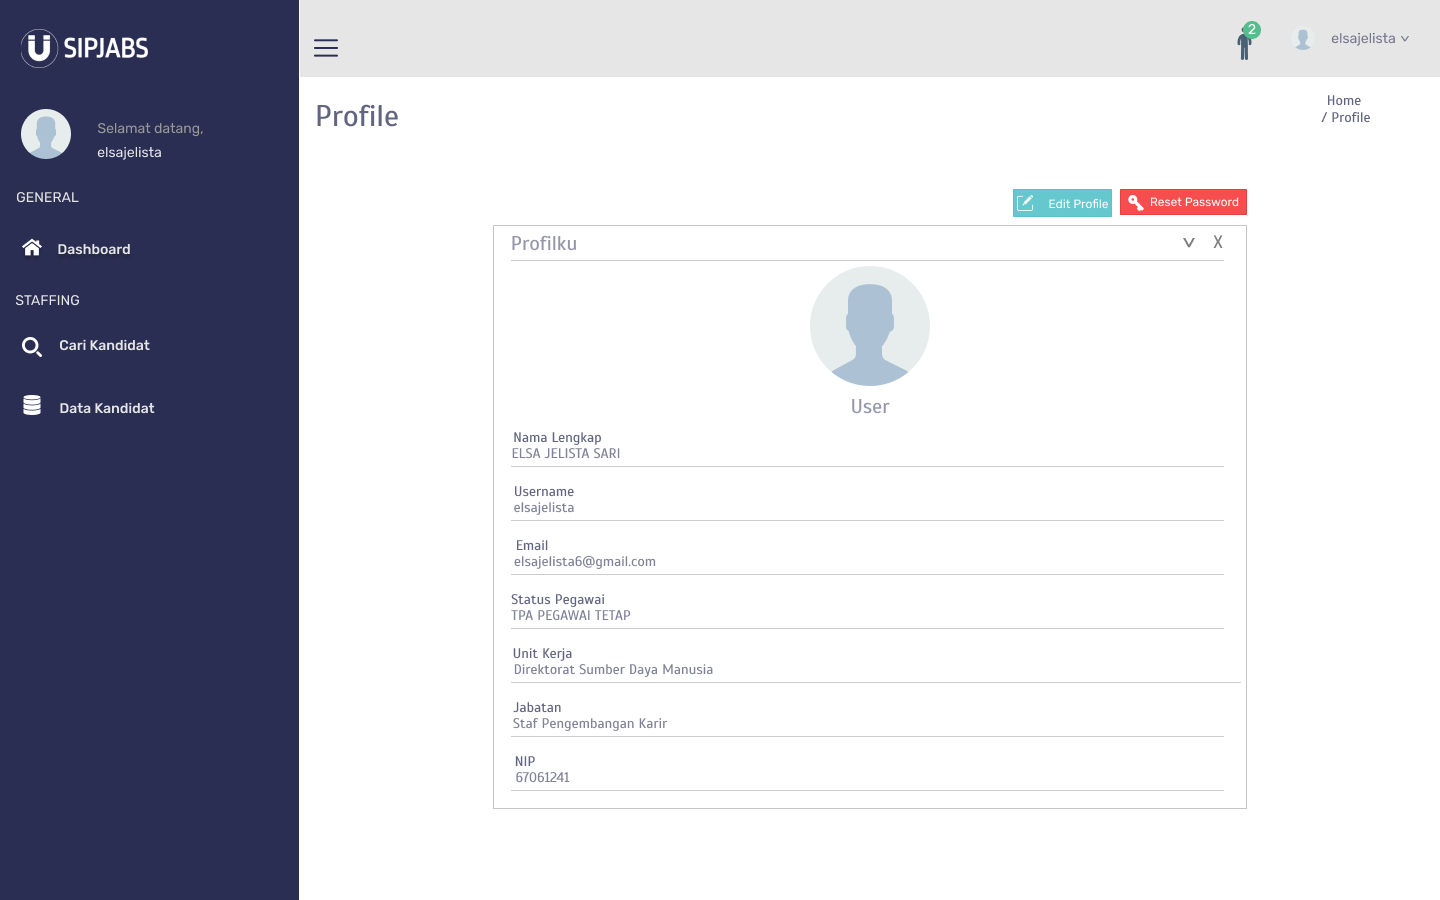 SIPJABS
2
elsajelista
Selamat datang,
elsajelista
GENERAL
Dashboard
STAFFING
Cari Kandidat
Data Kandidat
Profile
Home
/ Profile
Edit Profile
Reset Password
Profilku
X
User
Nama Lengkap
ELSA JELISTA SARI
Username
elsajelista
Email
elsajelista6@gmail.com
Status Pegawai
TPA PEGAWAI TETAP
Unit Kerja
Direktorat Sumber Daya Manusia
Jabatan
Staf Pengembangan Karir
NIP
67061241